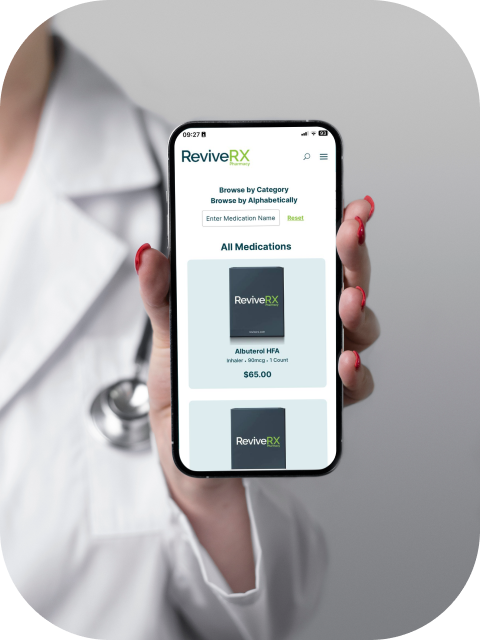 09:27
93
ReviveRX
Pharmacy
Browse by Category
Browse by Alphabetically
Enter Medication Name Reset
All Medications
ReviveRX
Pharmacy
Albuterol HFA
Inhaler • 90mcg • 1 Count
$65.00
ReviveRX
Pharmacy